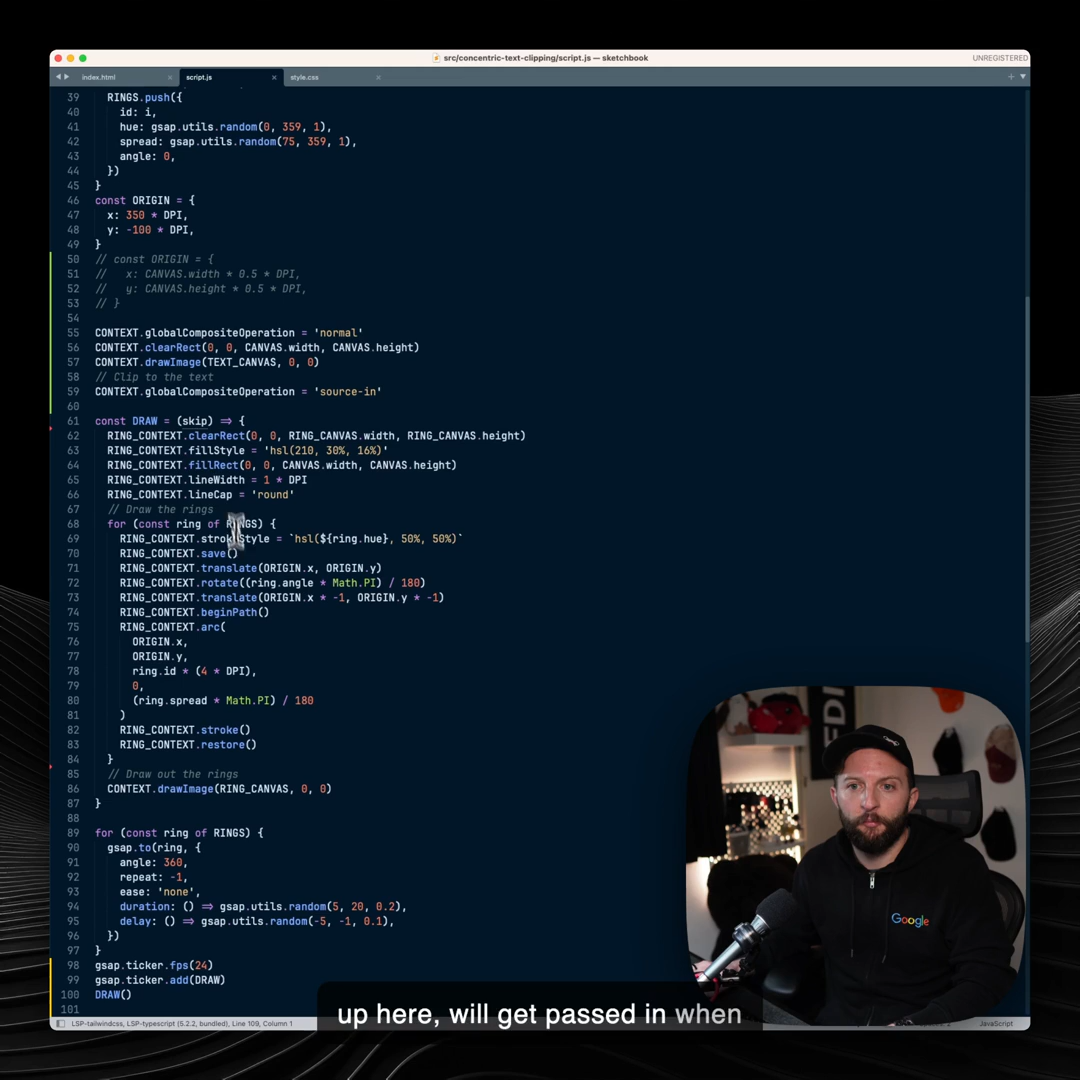 src/concentric-text-clipping/script.js — sketchbook
UNREGISTERED
index.html
script.js
style.css
39 RINGS.push({
40 id: i,
41 hue: gsap.utils.random(0, 359, 1),
42 spread: gsap.utils.random(75, 359, 1),
43 angle: 0,
44 })
45 }
46 const ORIGIN = {
47 x: 350 * DPI,
48 y: -100 * DPI,
49 }
50 // const ORIGIN = {
51 //   x: CANVAS.width * 0.5 * DPI,
52 //   y: CANVAS.height * 0.5 * DPI,
53 // }
54
55 CONTEXT.globalCompositeOperation = 'normal'
56 CONTEXT.clearRect(0, 0, CANVAS.width, CANVAS.height)
57 CONTEXT.drawImage(TEXT_CANVAS, 0, 0)
58 // Clip to the text
59 CONTEXT.globalCompositeOperation = 'source-in'
60
61 const DRAW = (skip) => {
62 RING_CONTEXT.clearRect(0, 0, RING_CANVAS.width, RING_CANVAS.height)
63 RING_CONTEXT.fillStyle = 'hsl(210, 30%, 16%)'
64 RING_CONTEXT.fillRect(0, 0, CANVAS.width, CANVAS.height)
65 RING_CONTEXT.lineWidth = 1 * DPI
66 RING_CONTEXT.lineCap = 'round'
67 // Draw the rings
68 for (const ring of RINGS) {
69 RING_CONTEXT.strokeStyle = `hsl(${ring.hue}, 50%, 50%)`
70 RING_CONTEXT.save()
71 RING_CONTEXT.translate(ORIGIN.x, ORIGIN.y)
72 RING_CONTEXT.rotate((ring.angle * Math.PI) / 180)
73 RING_CONTEXT.translate(ORIGIN.x * -1, ORIGIN.y * -1)
74 RING_CONTEXT.beginPath()
75 RING_CONTEXT.arc(
76 ORIGIN.x,
77 ORIGIN.y,
78 ring.id * (4 * DPI),
79 0,
80 (ring.spread * Math.PI) / 180
81 )
82 RING_CONTEXT.stroke()
83 RING_CONTEXT.restore()
84 }
85 // Draw out the rings
86 CONTEXT.drawImage(RING_CANVAS, 0, 0)
87 }
88
89 for (const ring of RINGS) {
90 gsap.to(ring, {
91 angle: 360,
92 repeat: -1,
93 ease: 'none',
94 duration: () => gsap.utils.random(5, 20, 0.2),
95 delay: () => gsap.utils.random(-5, -1, 0.1),
96 })
97 }
98 gsap.ticker.fps(24)
99 gsap.ticker.add(DRAW)
100 DRAW()
101
Google
up here, will get passed in when
LSP-tailwindcss, LSP-typescript (5.2.2, bundled), Line 109, Column 1
JavaScript